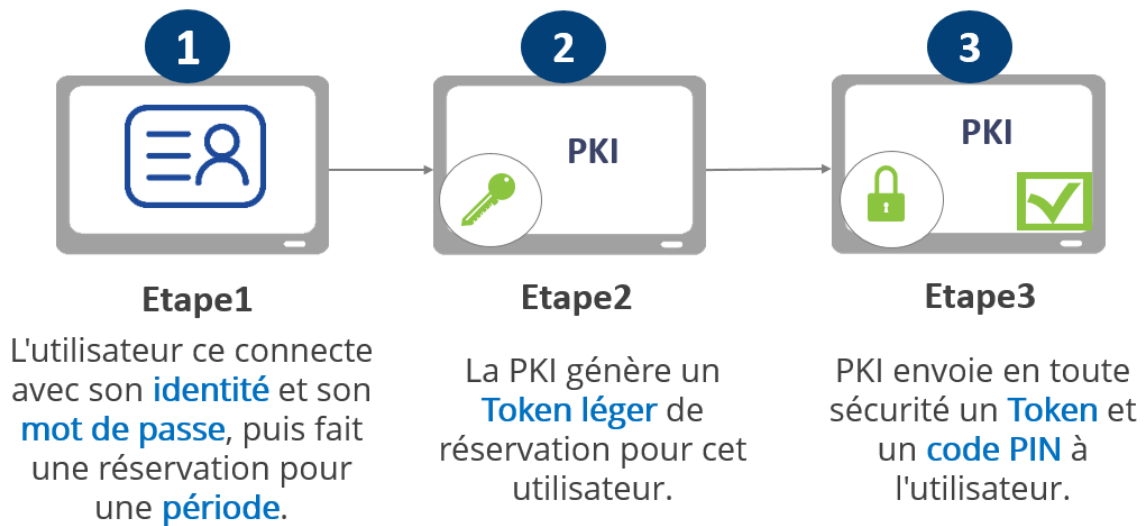 1
2
3
PKI
PKI
Etape1
L'utilisateur ce connecte
avec son identité et son
mot de passe, puis fait
une réservation pour
une période.
Etape2
La PKI génère un
Token léger de
réservation pour cet
utilisateur.
Etape3
PKI envoie en toute
sécurité un Token et
un code PIN à
l'utilisateur.